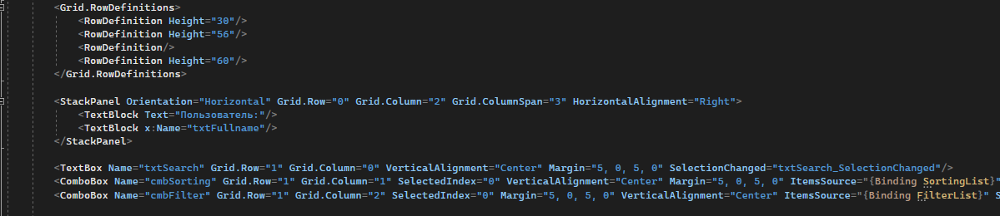 <Grid.RowDefinitions>
<RowDefinition Height="30"/>
<RowDefinition Height="56"/>
<RowDefinition/>
<RowDefinition Height="60"/>
</Grid.RowDefinitions>
<StackPanel Orientation="Horizontal" Grid.Row="0" Grid.Column="2" Grid.ColumnSpan="3" HorizontalAlignment="Right">
<TextBlock Text="Пользователь:"/>
<TextBlock x:Name="txtFullname"/>
</StackPanel>
<TextBox Name="txtSearch" Grid.Row="1" Grid.Column="0" VerticalAlignment="Center" Margin="5, 0, 5, 0" SelectionChanged="txtSearch_SelectionChanged"/>
<ComboBox Name="cmbSorting" Grid.Row="1" Grid.Column="1" SelectedIndex="0" VerticalAlignment="Center" Margin="5, 0, 5, 0" ItemsSource="{Binding SortingList}"
<ComboBox Name="cmbFilter" Grid.Row="1" Grid.Column="2" SelectedIndex="0" Margin="5, 0, 5, 0" VerticalAlignment="Center" ItemsSource="{Binding FilterList}" S